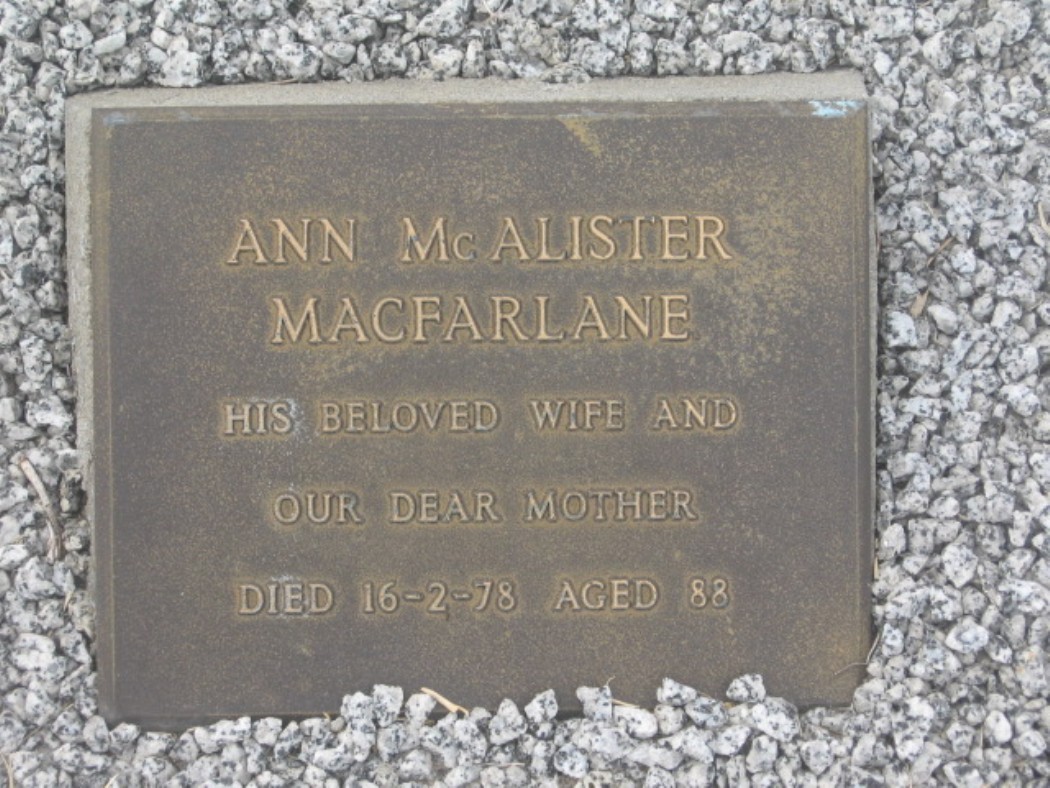 ANN McALISTER
MACFARLANE
HIS BELOVED WIFE AND
OUR DEAR MOTHER
DIED 16-2-78 AGED 88